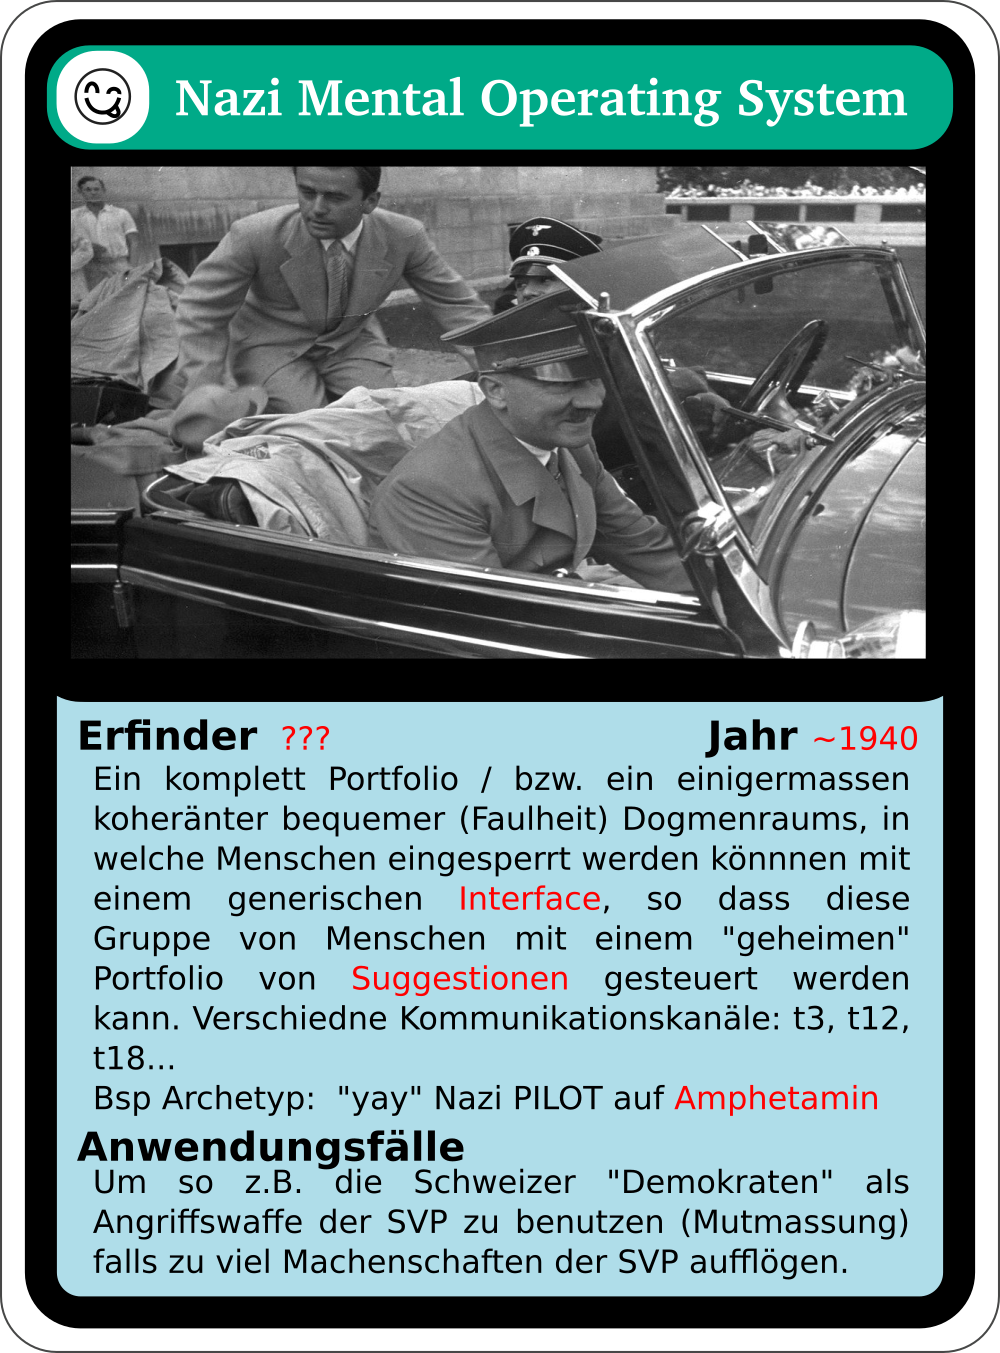 Nazi Mental Operating System
Erfinder ??? Jahr ~1940
Ein komplett Portfolio / bzw. ein einigermassen
koheränter bequemer (Faulheit) Dogmenraums, in
welche Menschen eingesperrt werden könnnen mit
einem generischen Interface, so dass diese
Gruppe von Menschen mit einem "geheimen"
Portfolio von Suggestionen gesteuert werden
kann. Verschiedne Kommunikationskanäle: t3, t12,
t18...
Bsp Archetyp: "yay" Nazi PILOT auf Amphetamin
Anwendungsfälle
Um so z.B. die Schweizer "Demokraten" als
Angriffswaffe der SVP zu benutzen (Mutmassung)
falls zu viel Machenschaften der SVP aufflögen.